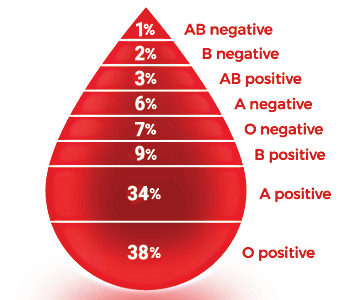 1% AB negative
2% B negative
3% AB positive
6% A negative
7% O negative
9% B positive
34% A positive
38% O positive